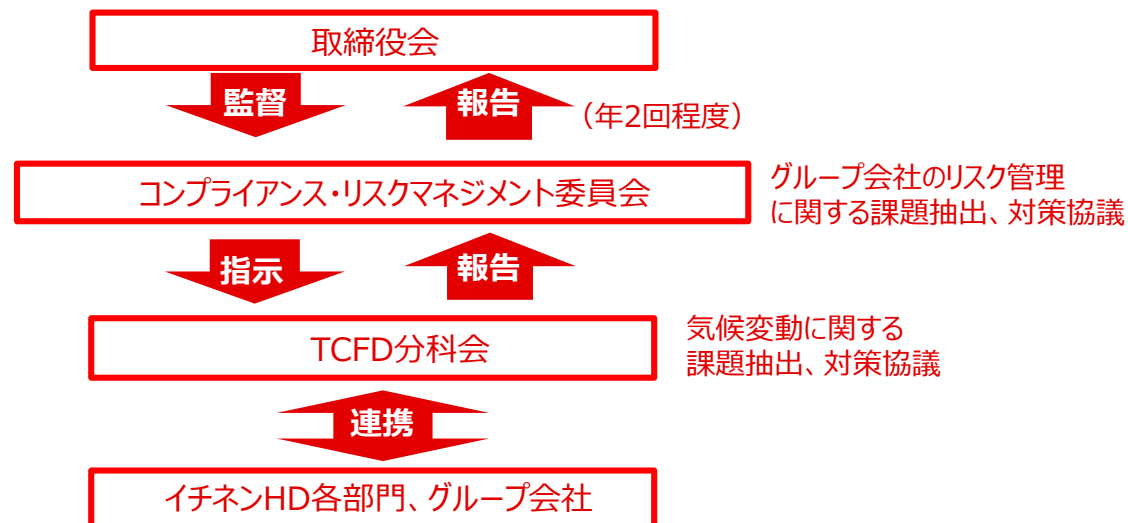 取締役会
監督
報告
（年2回程度）
コンプライアンス・リスクマネジメント委員会
グループ会社のリスク管理
に関する課題抽出、対策協議
指示
報告
TCFD分科会
気候変動に関する
課題抽出、対策協議
連携
イチネンHD各部門、グループ会社